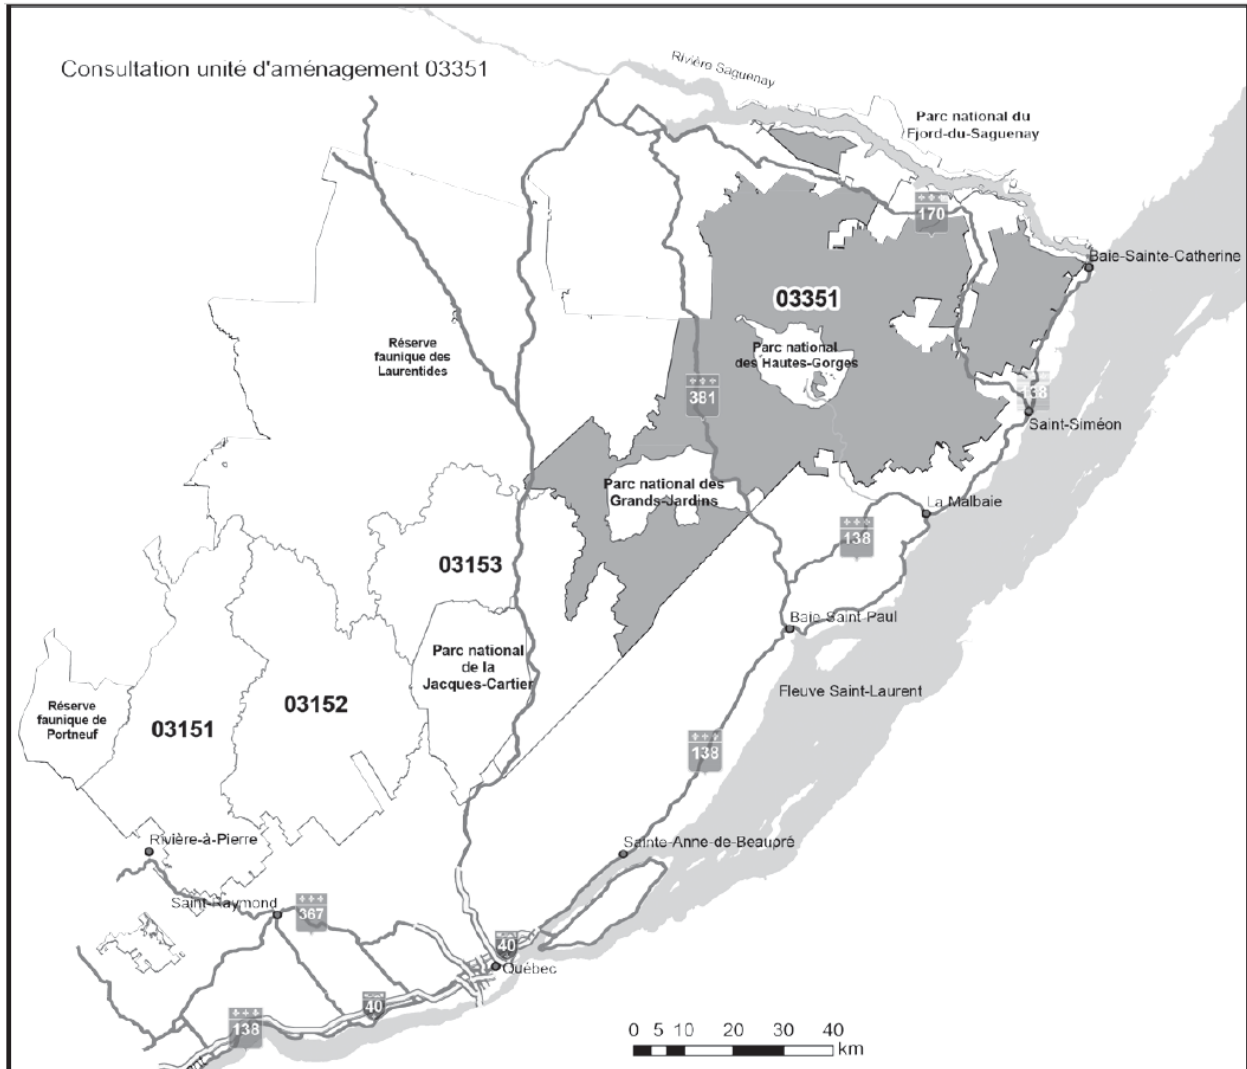 Consultation unité d'aménagement 03351
Rivière Saguenay
Parc national du
Fjord-du-Saguenay
170
Baie-Sainte-Catherine
03351
Réserve
faunique des
Laurentides
Parc national
des Hautes-Gorges
381
138
Saint-Siméon
Parc national des
Grands-Jardins
La Malbaie
138
03153
Baie-Saint-Paul
Parc national
de la
Jacques-Cartier
Fleuve Saint-Laurent
03152
Réserve
faunique de
Portneuf
03151
138
Rivière-à-Pierre
Sainte-Anne-de-Beaupré
Saint-Raymond
367
40
Québec
40
138
0 5 10 20 30 40
km